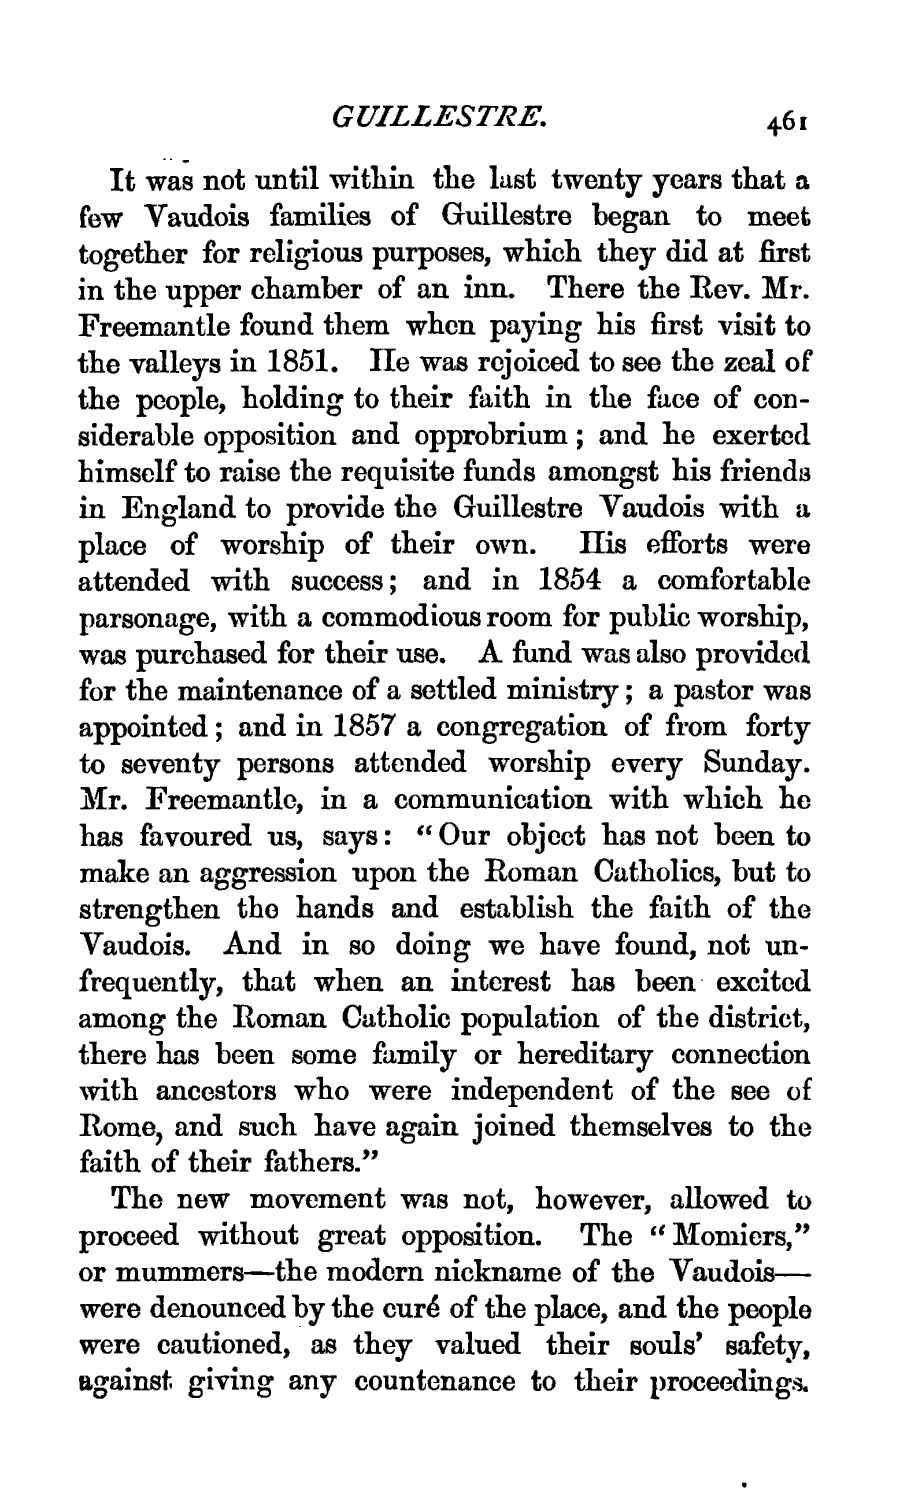 GUILLESTRE. 461
It was not until within the last twenty years that a
few Vaudois families of Guillestre began to meet
together for religious purposes, which they did at first
in the upper chamber of an inn. There the Rev. Mr.
Freemantle found them when paying his first visit to
the valleys in 1851. He was rejoiced to see the zeal of
the people, holding to their faith in the face of con-
siderable opposition and opprobrium; and he exerted
himself to raise the requisite funds amongst his friends
in England to provide the Guillestre Vaudois with a
place of worship of their own. His efforts were
attended with success; and in 1854 a comfortable
parsonage, with a commodious room for public worship,
was purchased for their use. A fund was also provided
for the maintenance of a settled ministry; a pastor was
appointed; and in 1857 a congregation of from forty
to seventy persons attended worship every Sunday.
Mr. Freemantle, in a communication with which he
has favoured us, says: "Our object has not been to
make an aggression upon the Roman Catholics, but to
strengthen the hands and establish the faith of the
Vaudois. And in so doing we have found, not un-
frequently, that when an interest has been excited
among the Roman Catholic population of the district,
there has been some family or hereditary connection
with ancestors who were independent of the see of
Rome, and such have again joined themselves to the
faith of their fathers."
The new movement was not, however, allowed to
proceed without great opposition. The "Momiers,"
or mummers—the modern nickname of the Vaudois—
were denounced by the curé of the place, and the people
were cautioned, as they valued their souls' safety,
against giving any countenance to their proceedings.